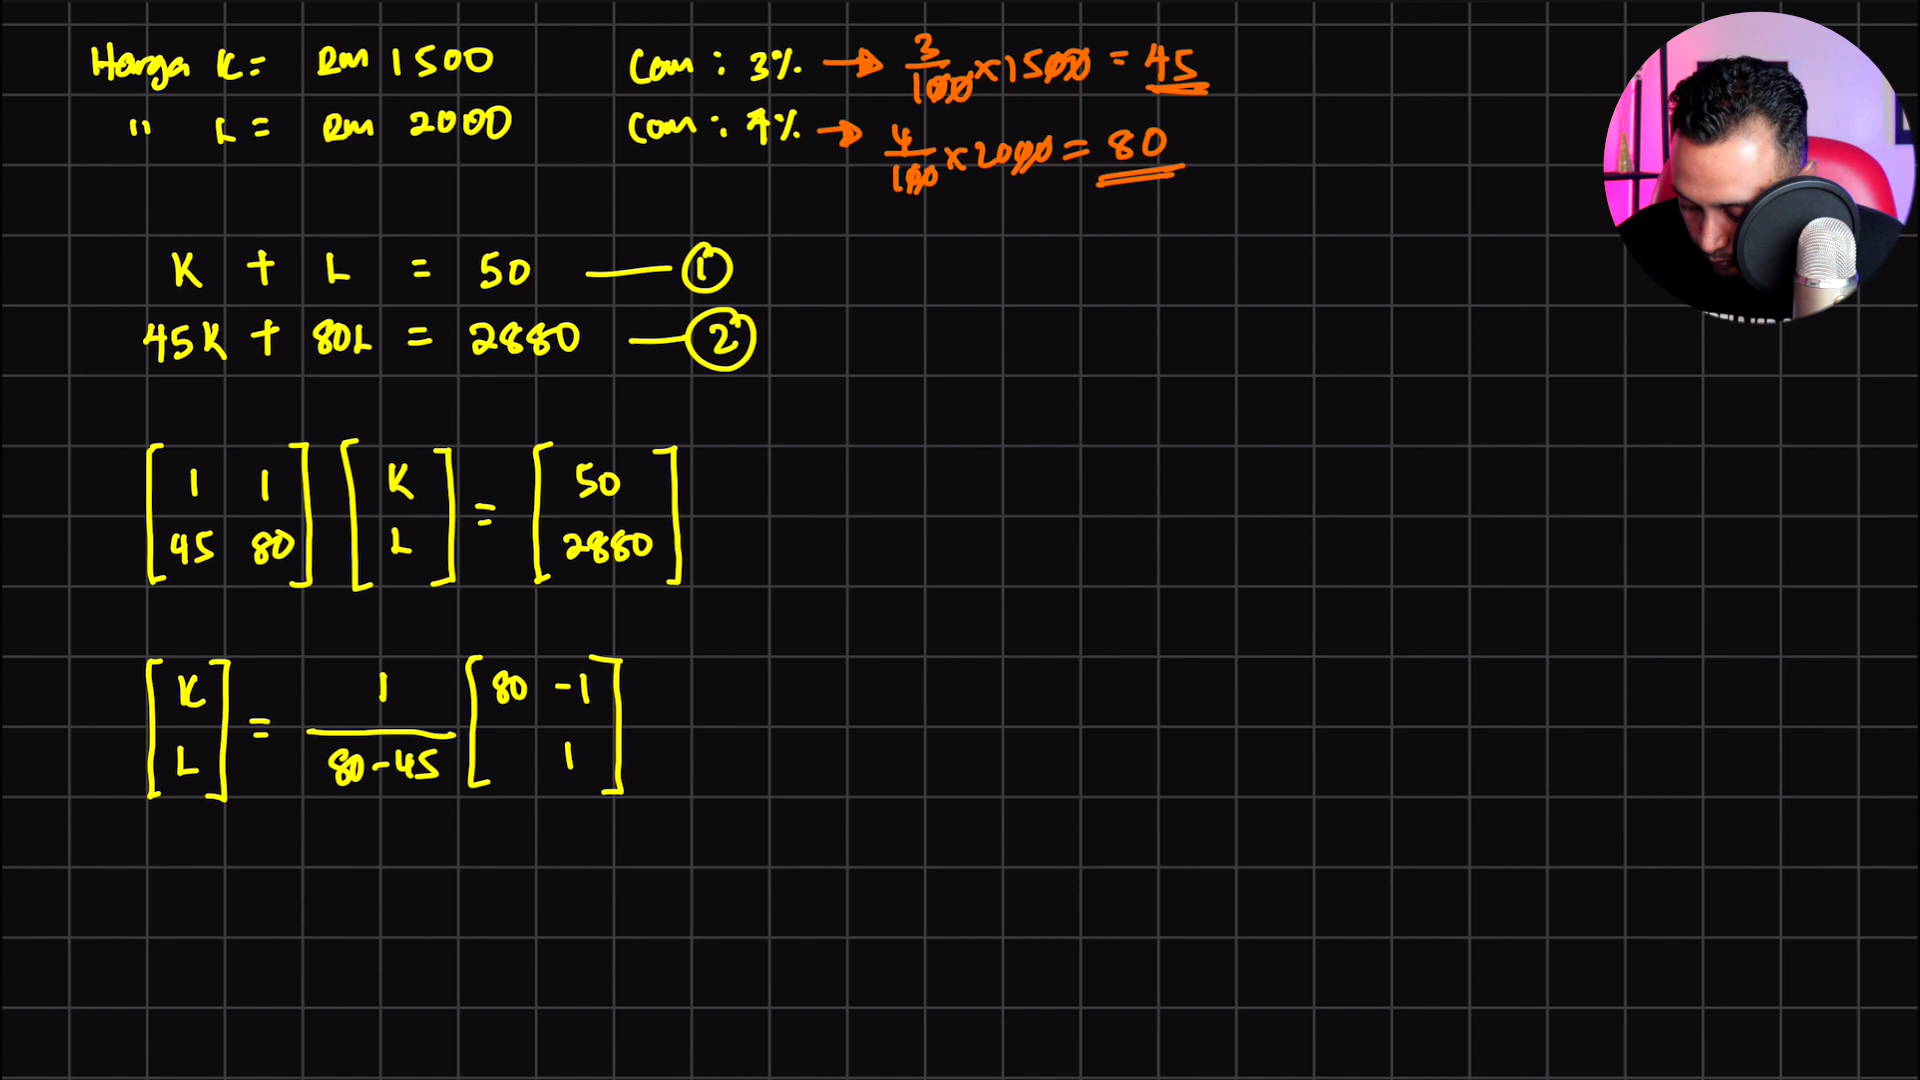 Harga K = RM 1500 Com : 3% → 3/100 × 1500 = 45
" L = RM 2000 Com : 4% → 4/100 × 2000 = 80
K + L = 50 — ①
45K + 80L = 2880 — ②
[1 1] [K] = [50]
[45 80] [L] [2880]
[K] = 1 [80 -1]
[L] 80-45 [ 1]